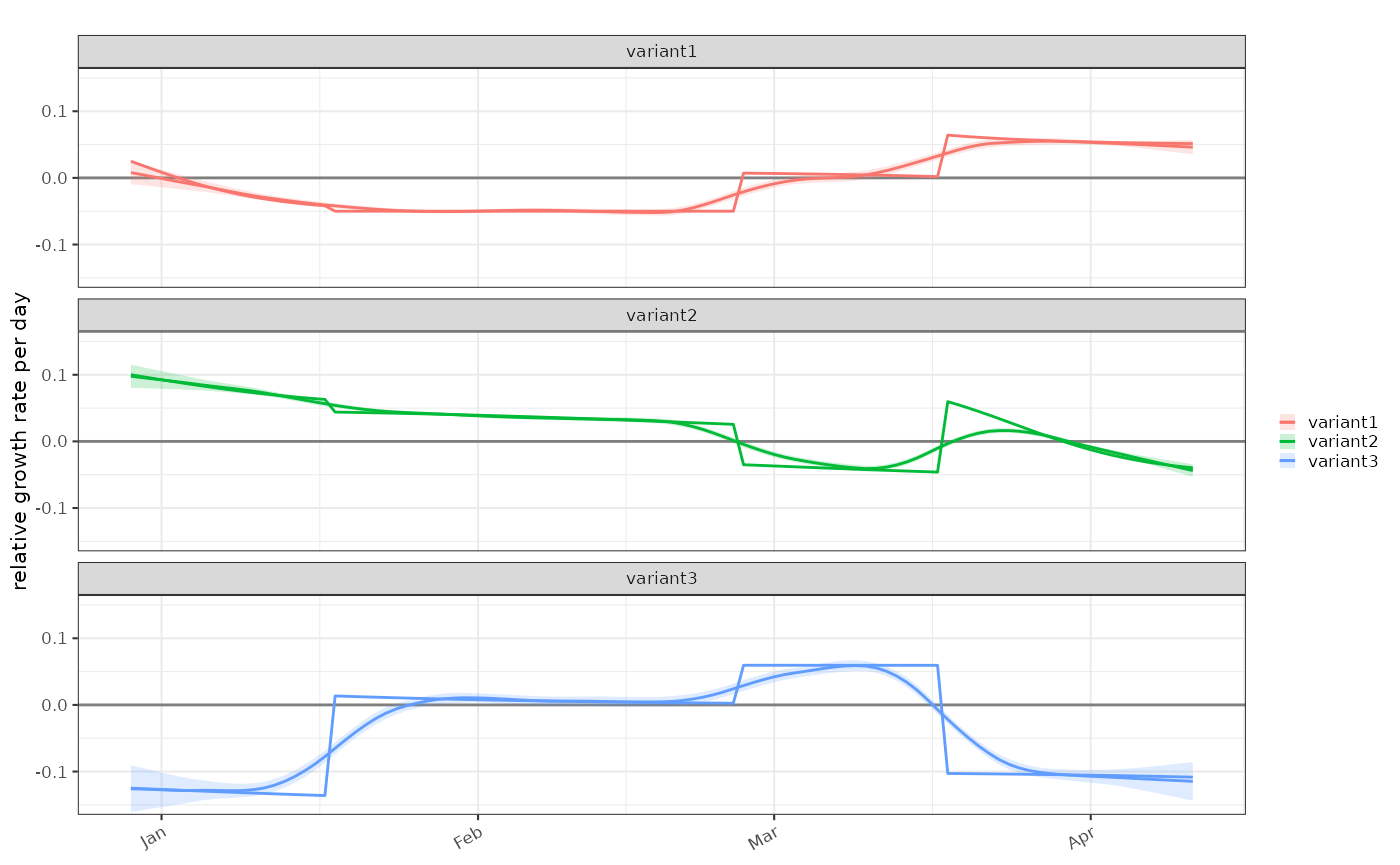 variant1
0.1
0.0
-0.1
variant2
0.1
0.0
-0.1
variant3
0.1
0.0
-0.1
relative growth rate per day
Jan
Feb
Mar
Apr
variant1
variant2
variant3